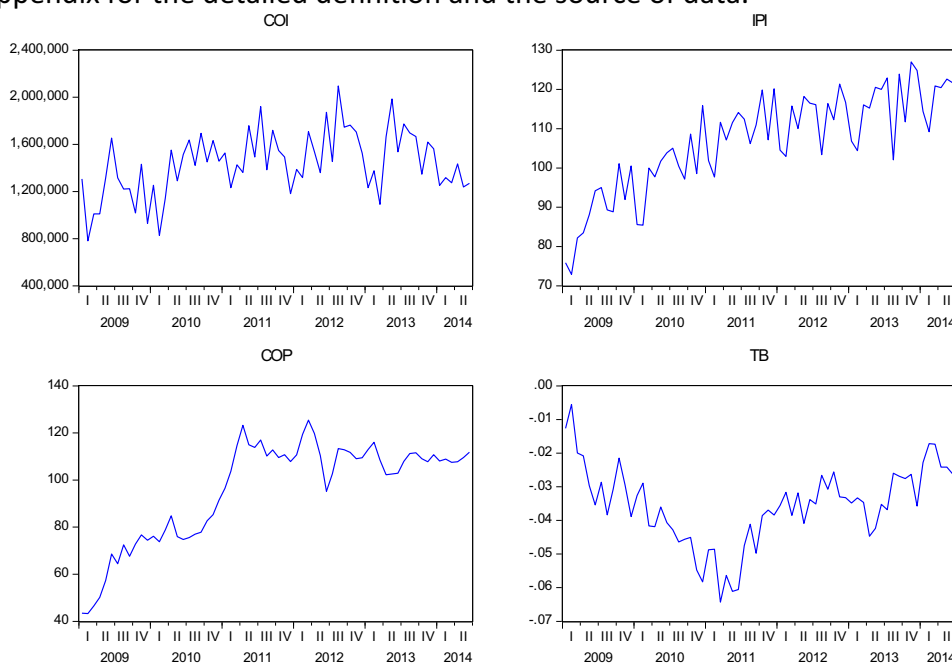 ppendix for the detailed definition and the source of data.
COI
2,400,000
2,000,000
1,600,000
1,200,000
800,000
400,000
I II III IV I II III IV I II III IV I II III IV I II III IV I II
2009 2010 2011 2012 2013 2014
IPI
130
120
110
100
90
80
70
I II III IV I II III IV I II III IV I II III IV I II III IV I II
2009 2010 2011 2012 2013 2014
COP
140
120
100
80
60
40
I II III IV I II III IV I II III IV I II III IV I II III IV I II
2009 2010 2011 2012 2013 2014
TB
.00
-.01
-.02
-.03
-.04
-.05
-.06
-.07
I II III IV I II III IV I II III IV I II III IV I II III IV I II
2009 2010 2011 2012 2013 2014